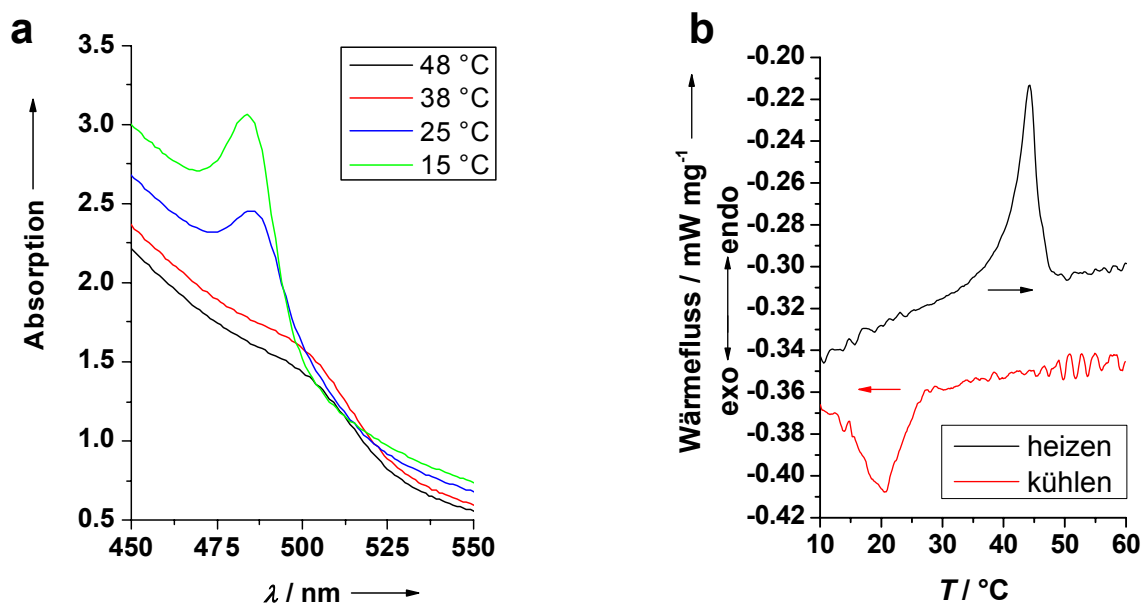 a
3.5
3.0
2.5
2.0
1.5
1.0
0.5
Absorption
450
475
500
525
550
λ / nm
48 °C
38 °C
25 °C
15 °C
b
-0.20
-0.22
-0.24
-0.26
-0.28
-0.30
-0.32
-0.34
-0.36
-0.38
-0.40
-0.42
Wärmefluss / mW mg⁻¹
exo
endo
10
20
30
40
50
60
T / °C
heizen
kühlen